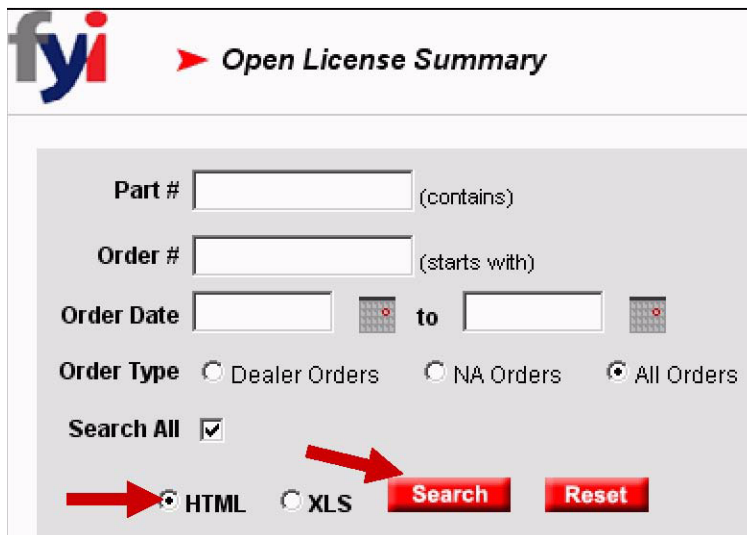 fyi
Open License Summary
Part # (contains)
Order # (starts with)
Order Date to
Order Type Dealer Orders NA Orders All Orders
Search All
HTML XLS Search Reset